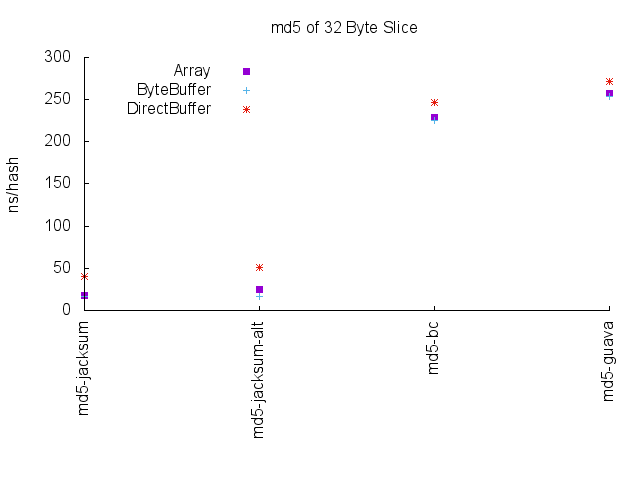 md5 of 32 Byte Slice
ns/hash
300
250
200
150
100
50
0
Array
ByteBuffer
DirectBuffer
md5-jacksum
md5-jacksum-alt
md5-bc
md5-guava